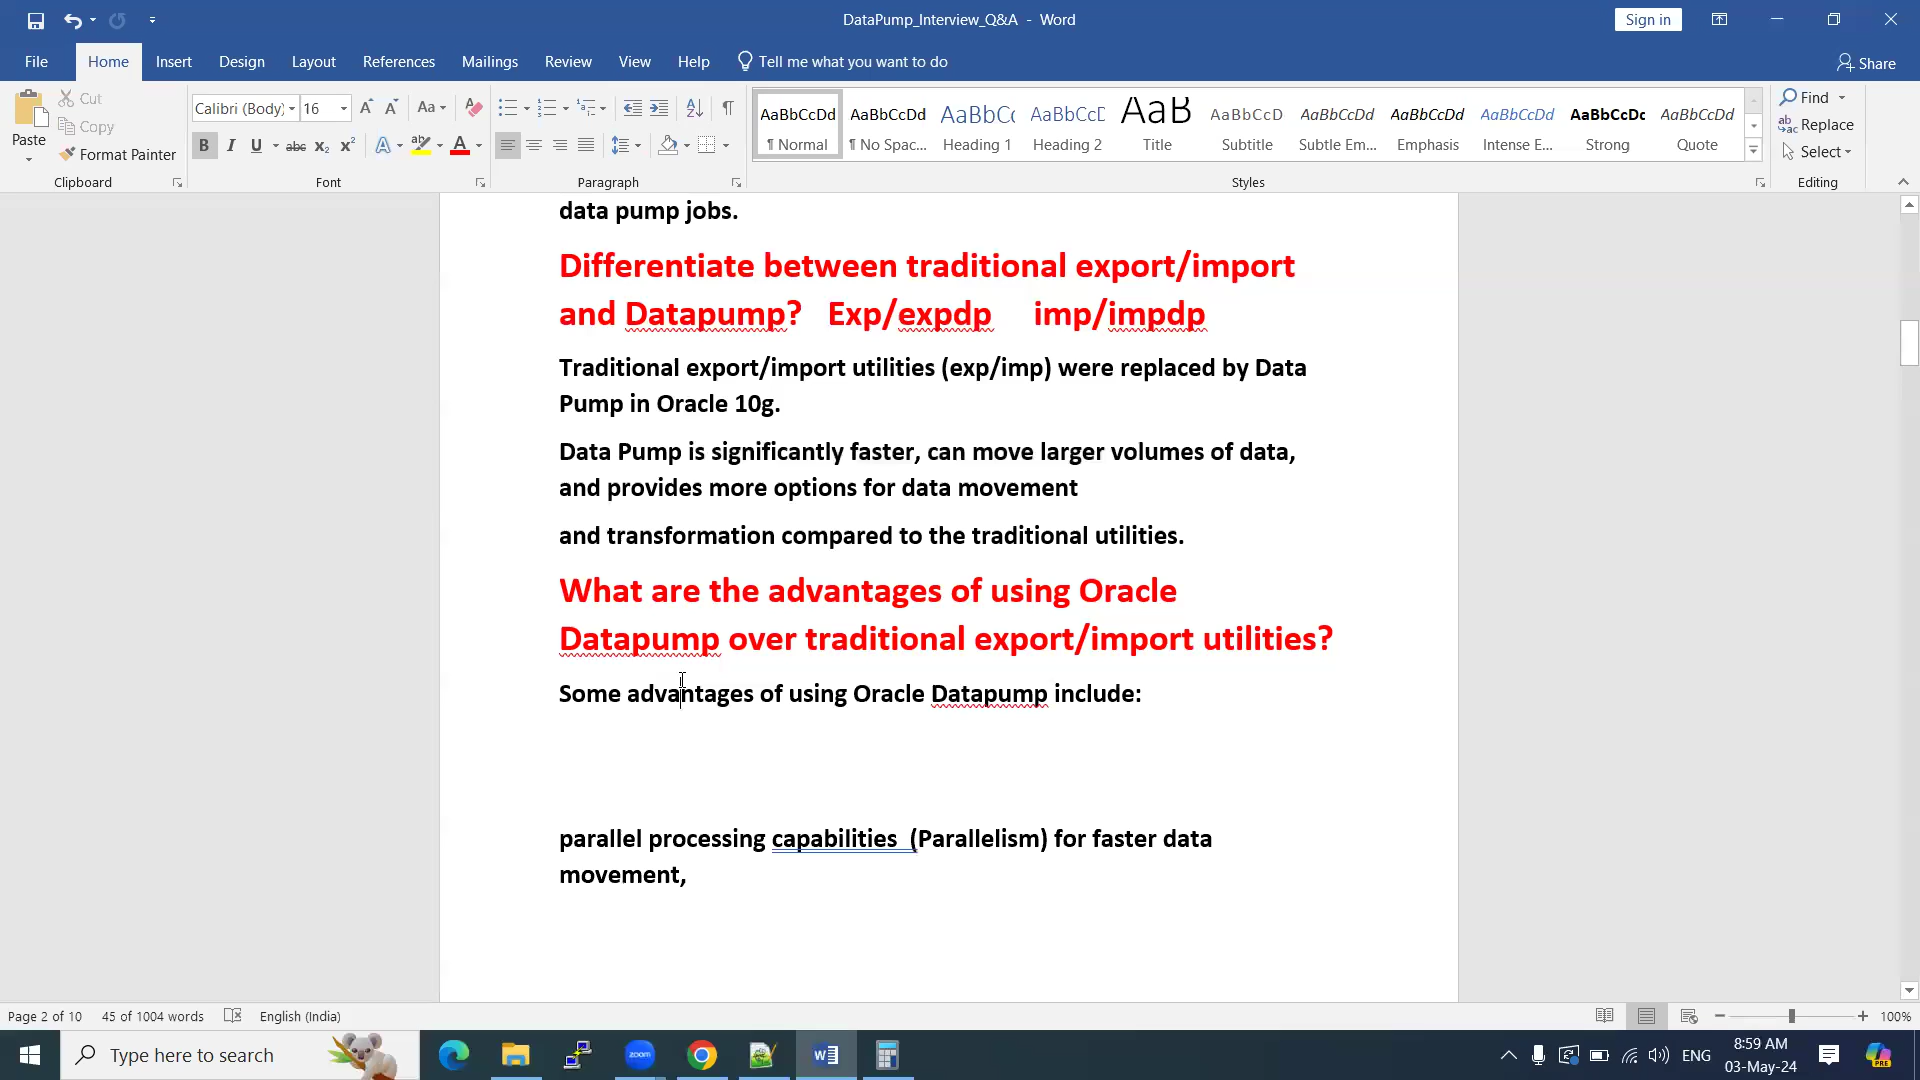 DataPump_Interview_Q&A - Word
Sign in
File Home Insert Design Layout References Mailings Review View Help Tell me what you want to do Share
Paste Cut Copy Format Painter Clipboard
Calibri (Body) 16 Aa
B I U abc x₂ x² A A Font
Paragraph
AaBbCcDd AaBbCcDd AaBbCc AaBbCcD AaB AaBbCcD AaBbCcDd AaBbCcDd AaBbCcDd AaBbCcDc AaBbCcDd
¶ Normal ¶ No Spac... Heading 1 Heading 2 Title Subtitle Subtle Em... Emphasis Intense E... Strong Quote
Styles
Find
Replace
Select
Editing
data pump jobs.
Differentiate between traditional export/import
and Datapump? Exp/expdp imp/impdp
Traditional export/import utilities (exp/imp) were replaced by Data
Pump in Oracle 10g.
Data Pump is significantly faster, can move larger volumes of data,
and provides more options for data movement
and transformation compared to the traditional utilities.
What are the advantages of using Oracle
Datapump over traditional export/import utilities?
Some advantages of using Oracle Datapump include:
parallel processing capabilities (Parallelism) for faster data
movement,
Page 2 of 10 45 of 1004 words English (India) 100%
Type here to search
zoom
ENG
8:59 AM
03-May-24
PRE